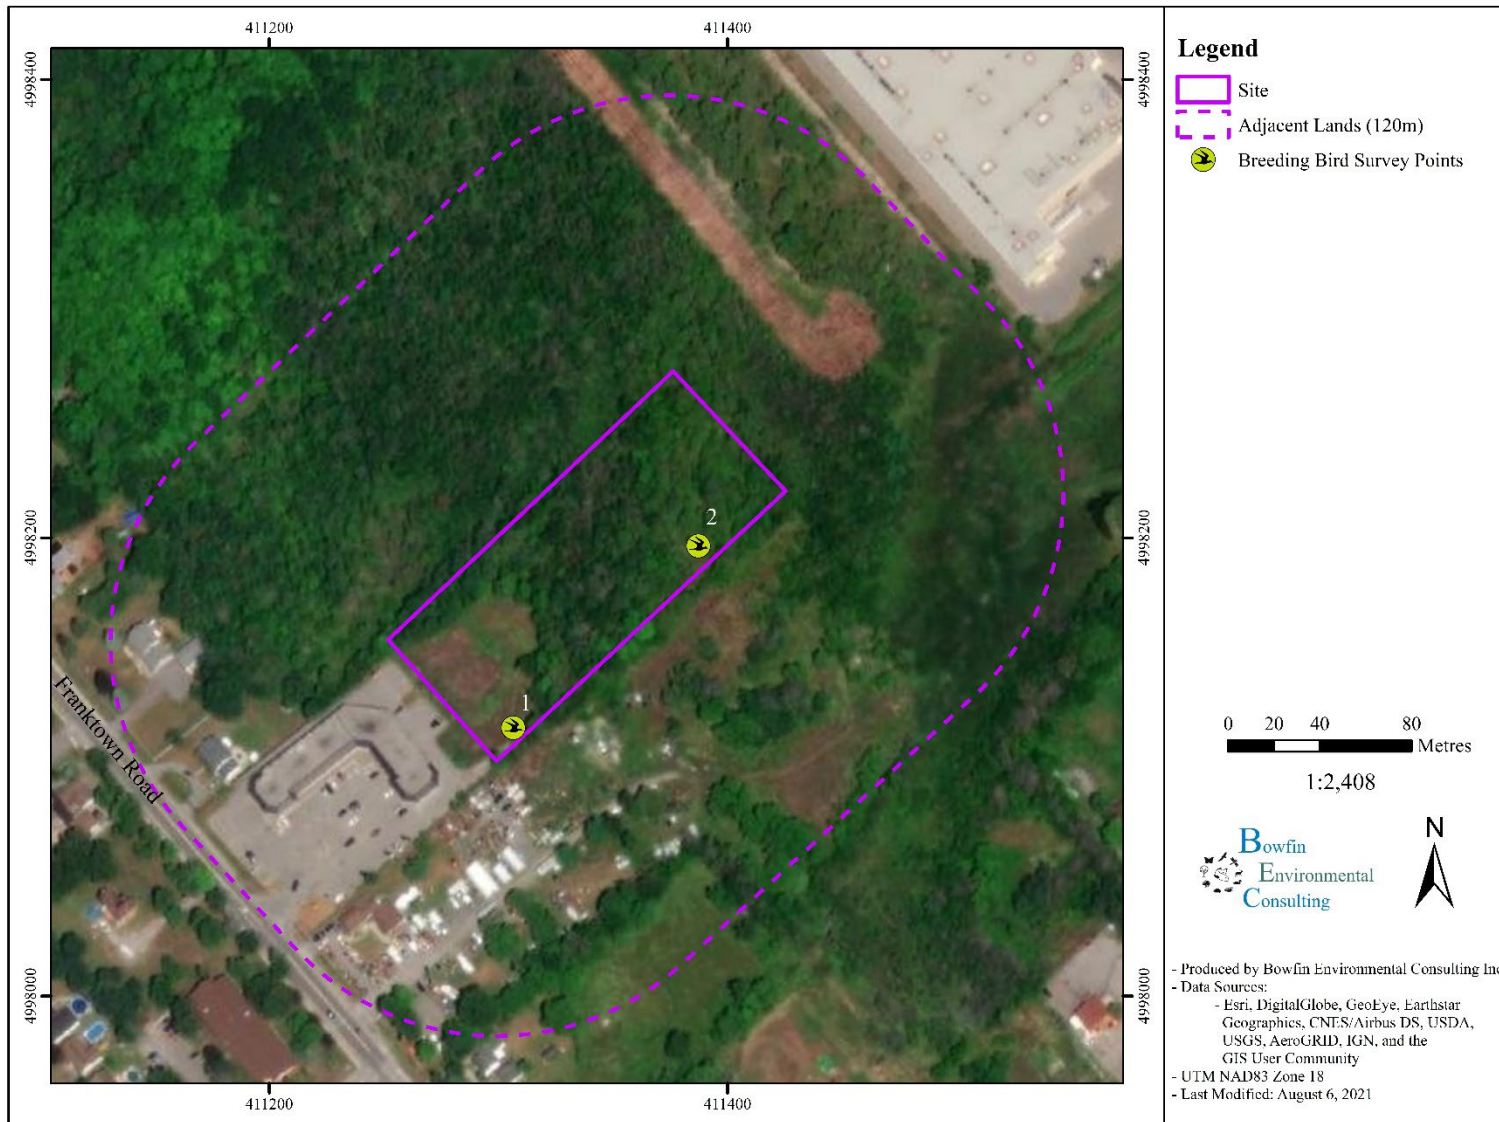 411200
411400
4998400
4998400
Legend
Site
Adjacent Lands (120m)
Breeding Bird Survey Points
2
4998200
4998200
1
Franktown Road
0 20 40 80
Metres
1:2,408
N
Bowfin
Environmental
Consulting
4998000
4998000
- Produced by Bowfin Environmental Consulting Inc
- Data Sources:
- Esri, DigitalGlobe, GeoEye, Earthstar
Geographics, CNES/Airbus DS, USDA,
USGS, AeroGRID, IGN, and the
GIS User Community
- UTM NAD83 Zone 18
- Last Modified: August 6, 2021
411200
411400